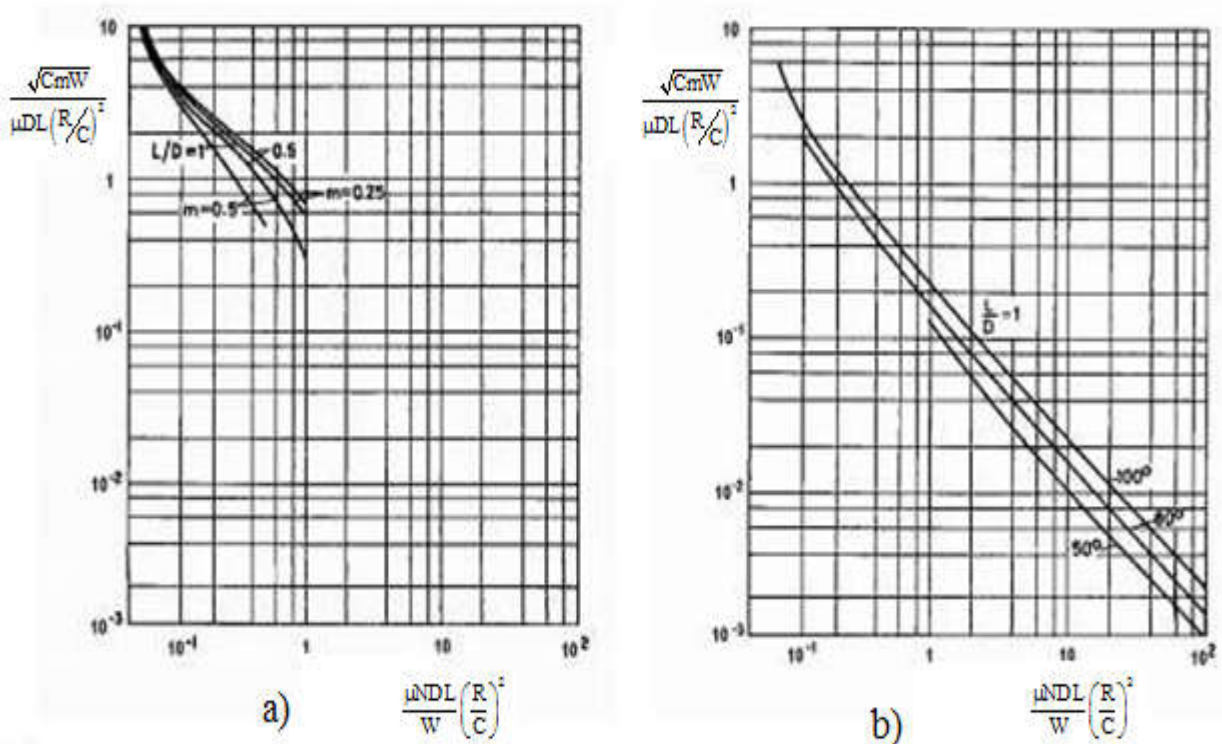 10
√CmW
μDL(R/C)²
L/D=1
0.5
1
m=0.25
m=0.5
10⁻¹
10⁻²
10⁻³
10⁻¹ 1 10 10²
a)
μNDL/W (R/C)²
10
√CmW
μDL(R/C)²
1
L/D=1
10⁻¹
10⁻²
100°
50°
10⁻³
10⁻¹ 1 10 10²
b)
μNDL/W (R/C)²